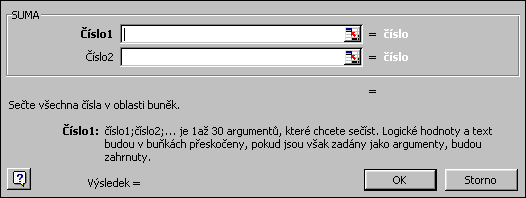 SUMA
Číslo1 = číslo
Číslo2 = číslo
=
Sečte všechna čísla v oblasti buněk.
Číslo1: číslo1;číslo2;... je 1až 30 argumentů, které chcete sečíst. Logické hodnoty a text
budou v buňkách přeskočeny, pokud jsou však zadány jako argumenty, budou
zahrnuty.
? Výsledek = OK Storno